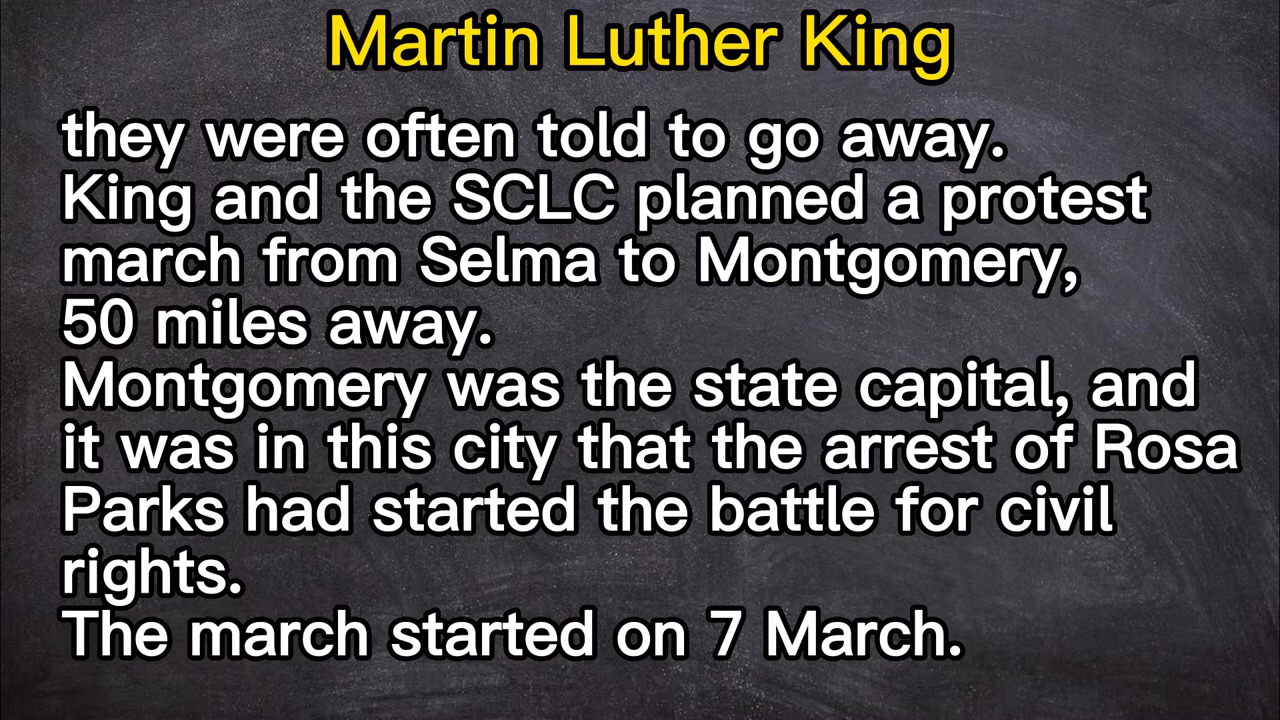 Martin Luther King
they were often told to go away.
King and the SCLC planned a protest
march from Selma to Montgomery,
50 miles away.
Montgomery was the state capital, and
it was in this city that the arrest of Rosa
Parks had started the battle for civil
rights.
The march started on 7 March.